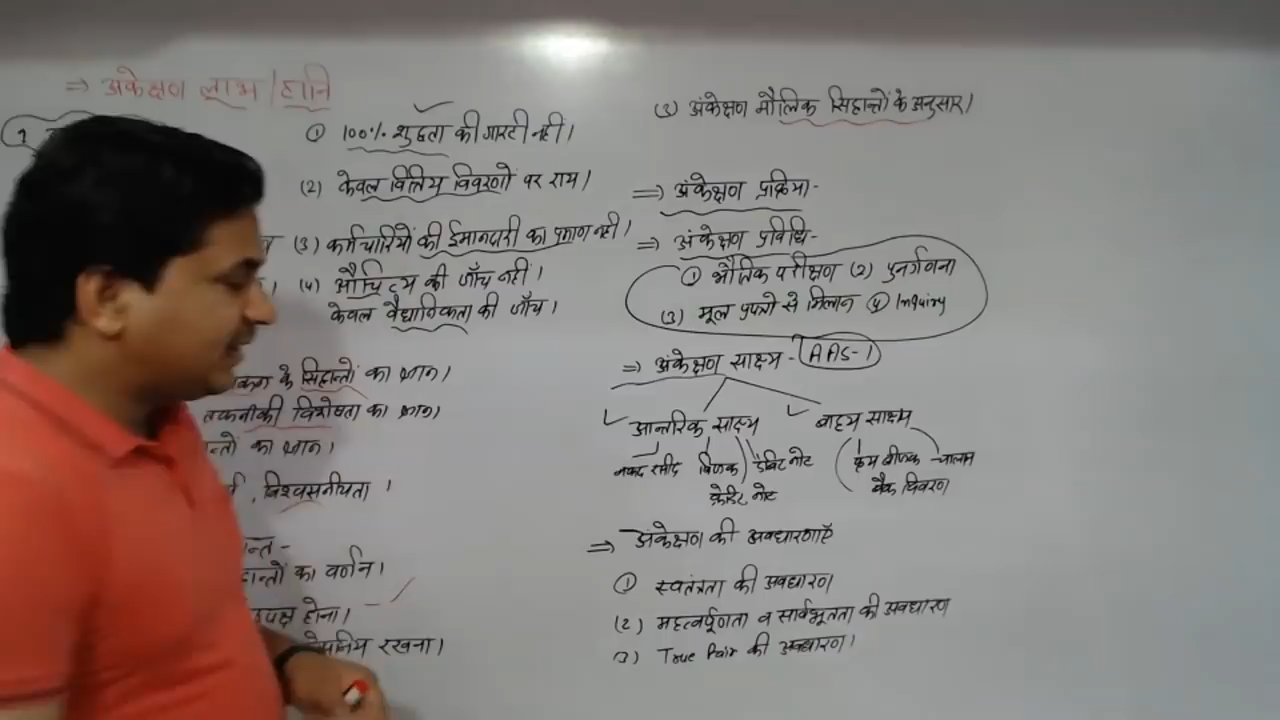 ⇒ अंकेक्षण लाभ / हानि
① 100% शुद्धता की गारंटी नहीं।
(2) केवल वित्तिय विवरणों पर राय।
(3) कर्मचारियों की ईमानदारी का प्रमाण नहीं।
(4) औचित्य की जाँच नहीं।
केवल वैद्यानिकता की जाँच।
के सिद्धान्तों का ज्ञान।
तकनीकी विशेषता का ज्ञान।
न्तों का ज्ञान।
, विश्वसनीयता ।
न्त -
न्तों का वर्णन।
होना।
रखना।
(3) अंकेक्षण मौलिक सिद्धान्तों के अनुसार।
⇒ अंकेक्षण प्रक्रिया -
⇒ अंकेक्षण प्रविधि -
① भौतिक परीक्षण (2) पुनर्गणना
(3) मूल प्रपत्रो से मिलान (4) Inquiry
⇒ अंकेक्षण साक्ष्य - AAS-1
आन्तरिक साक्ष्य बाह्य साक्ष्य
नकद रसीद विजक डेबिट नोट क्रय बीजक चालान
क्रेडिट नोट बैंक विवरण
⇒ अंकेक्षण की अवधारणाएँ
① स्वतंत्रता की अवधारण
(2) महत्वर्पूणता व सार्वभूतता की अवधारण
(3) True Fair की अवधारण।